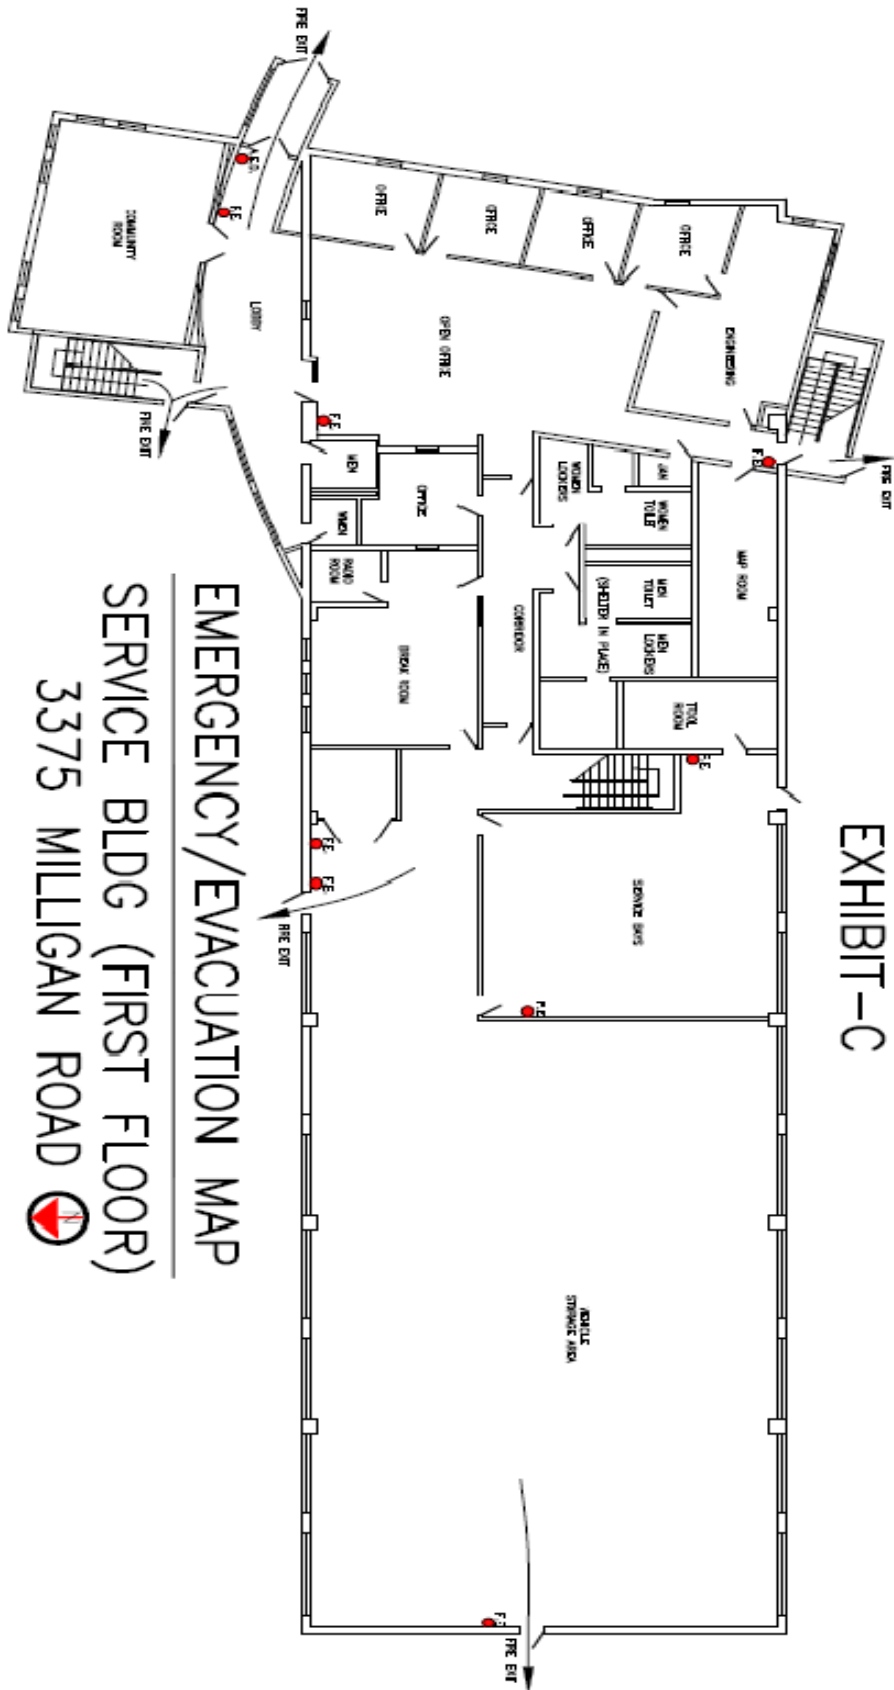 EXHIBIT-C
FIRE EXIT
F.E.
MAP ROOM
ENGINEERING
OFFICE
F.E.
TOOL
ROOM
JAN
WOMEN
TOILET
MEN
TOILET
MEN
LOCKERS
SERVICE BAYS
OFFICE
(SHELTER IN PLACE)
WOMEN
LOCKERS
VEHICLE
STORAGE AREA
F.E.
CORRIDOR
FIRE EXIT
F.E.
OFFICE
OPEN OFFICE
OFFICE
BREAK ROOM
OFFICE
MEN
WMEN
RADIO
ROOM
F.E.
F.E.
F.E.
FIRE EXIT
FIRE EXIT
LOBBY
A.E.D.
F.E.
FIRE EXIT
COMMUNITY
ROOM
EMERGENCY/EVACUATION MAP
SERVICE BLDG (FIRST FLOOR)
3375 MILLIGAN ROAD
N